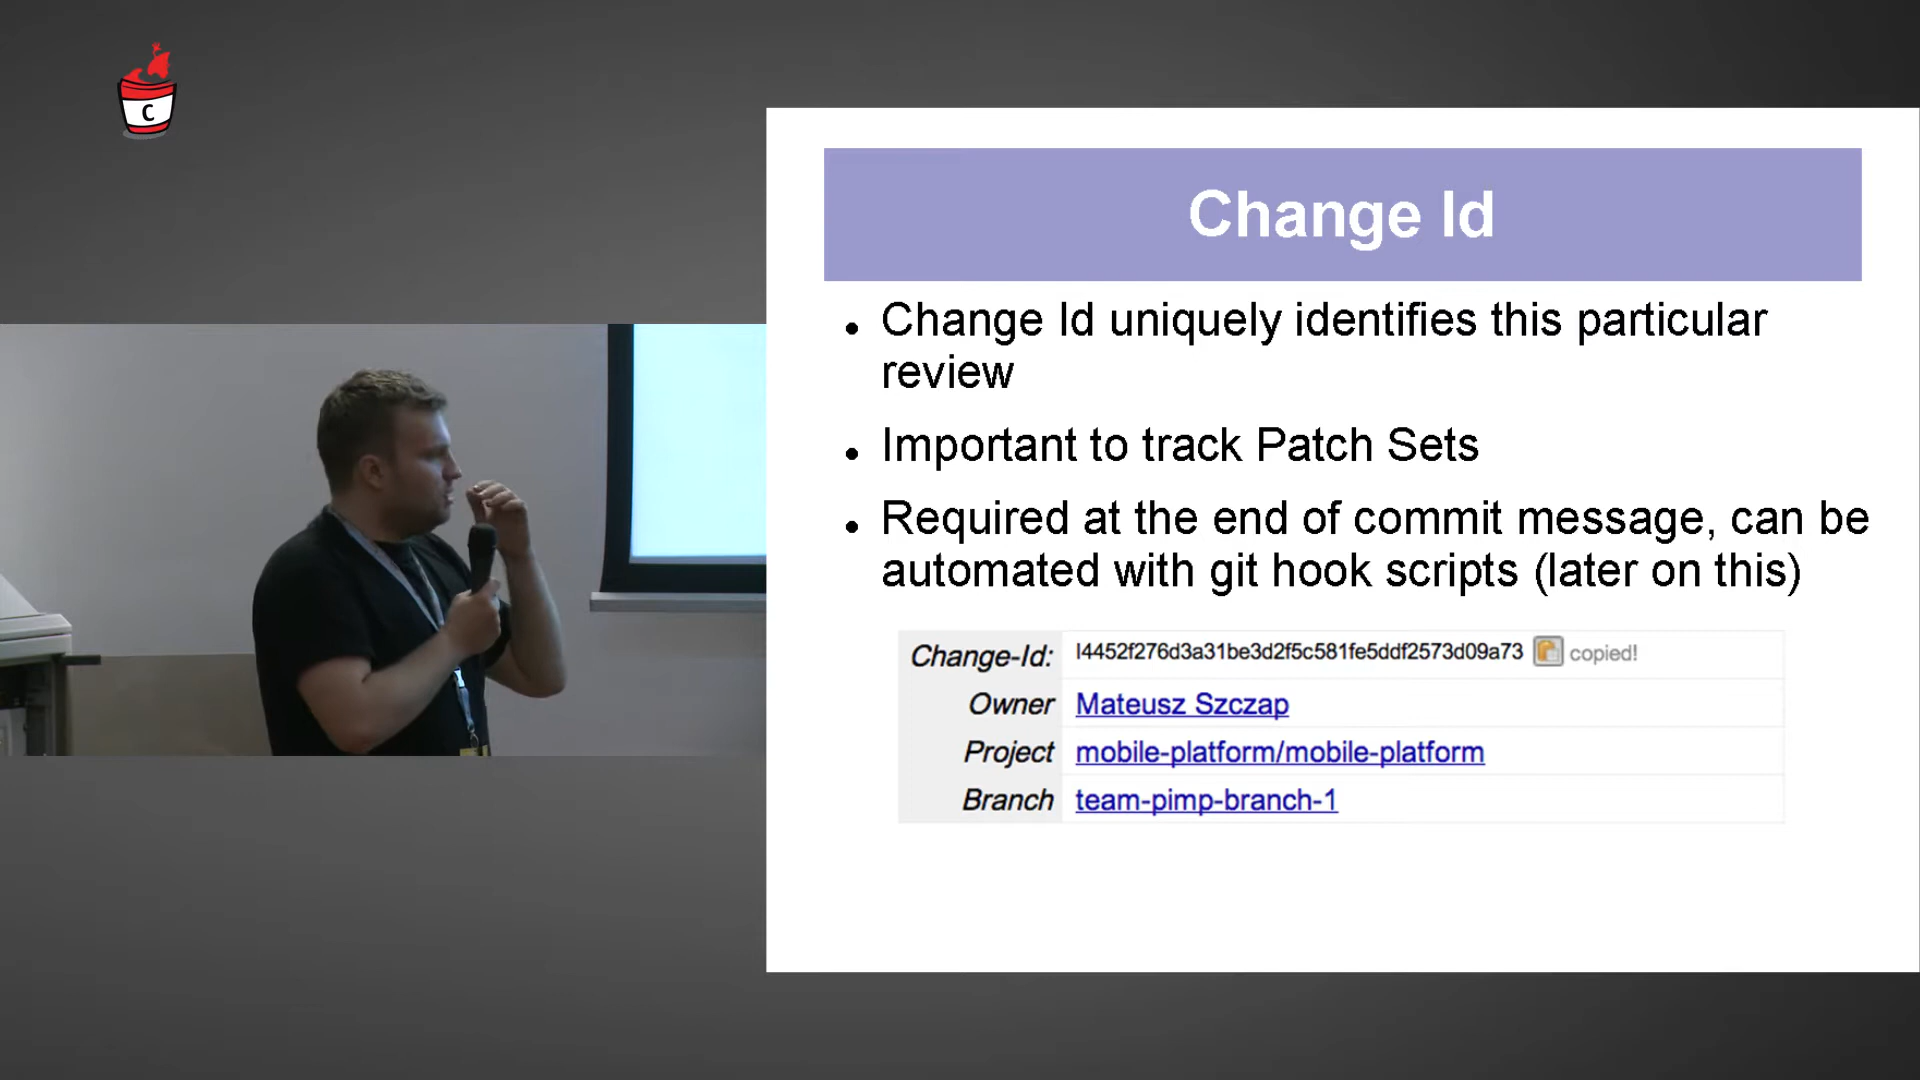 C
Change Id
Change Id uniquely identifies this particular
review
Important to track Patch Sets
Required at the end of commit message, can be
automated with git hook scripts (later on this)
Change-Id: I4452f276d3a31be3d2f5c581fe5ddf2573d09a73 copied!
Owner Mateusz Szczap
Project mobile-platform/mobile-platform
Branch team-pimp-branch-1